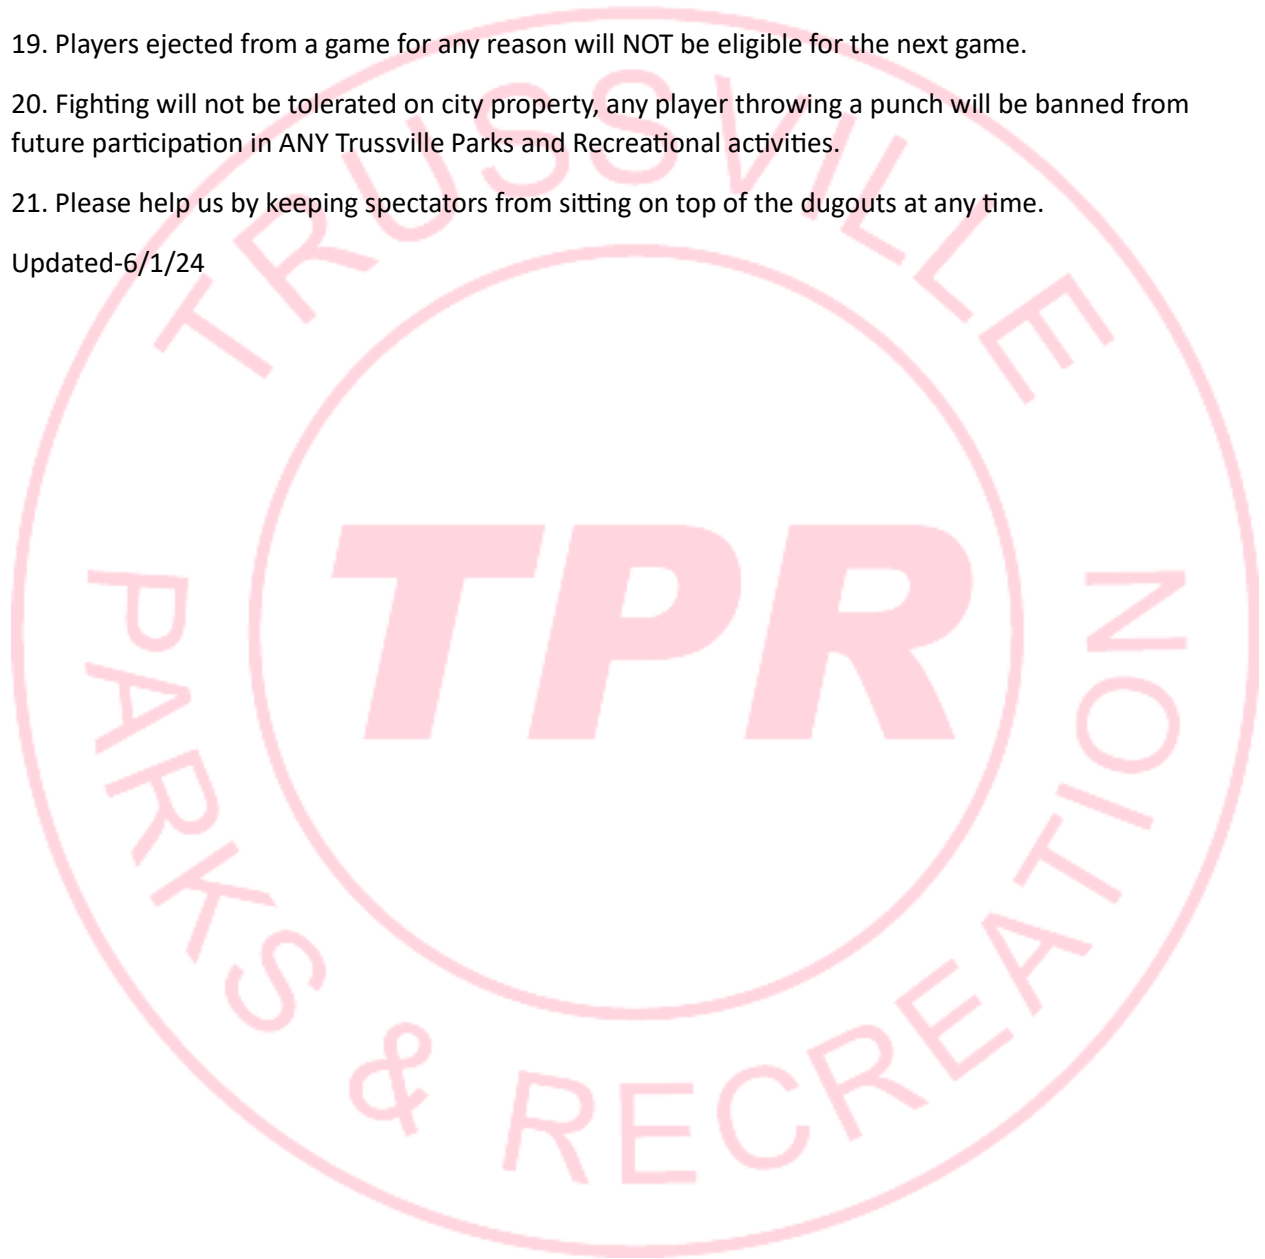 19. Players ejected from a game for any reason will NOT be eligible for the next game.
20. Fighting will not be tolerated on city property, any player throwing a punch will be banned from
future participation in ANY Trussville Parks and Recreational activities.
21. Please help us by keeping spectators from sitting on top of the dugouts at any time.
Updated-6/1/24
TRUSSVILLE
TPR
PARKS & RECREATION